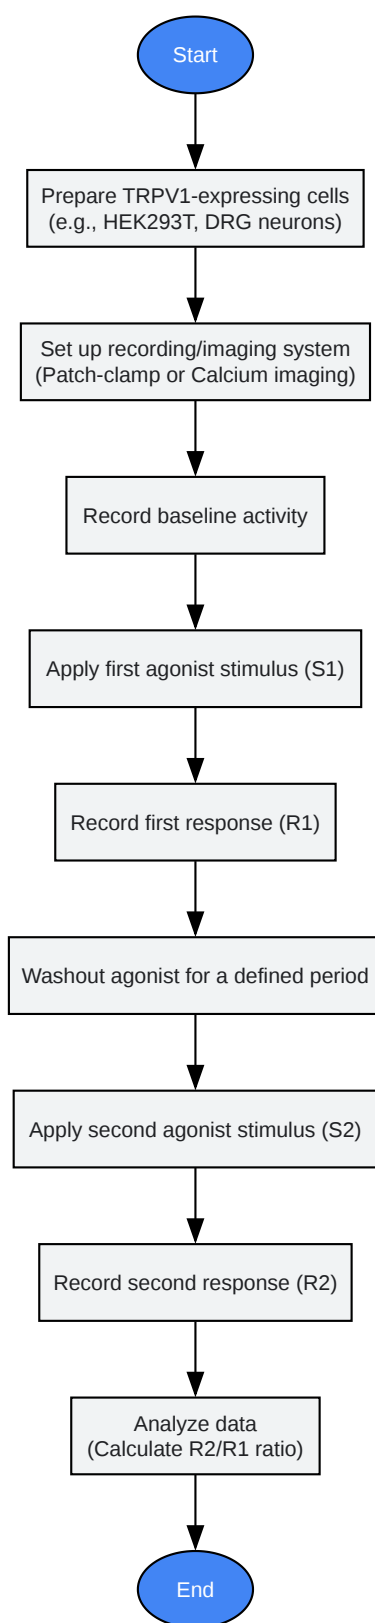 Start
Prepare TRPV1-expressing cells
(e.g., HEK293T, DRG neurons)
Set up recording/imaging system
(Patch-clamp or Calcium imaging)
Record baseline activity
Apply first agonist stimulus (S1)
Record first response (R1)
Washout agonist for a defined period
Apply second agonist stimulus (S2)
Record second response (R2)
Analyze data
(Calculate R2/R1 ratio)
End